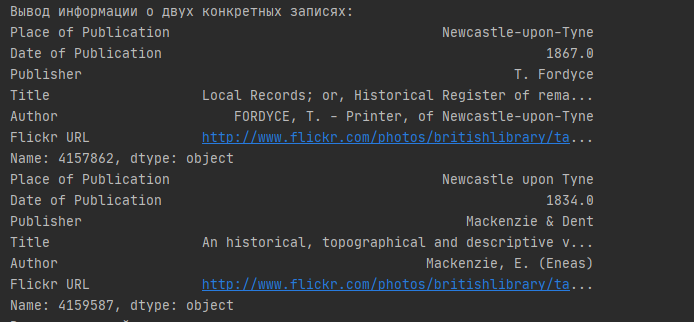 Вывод информации о двух конкретных записях:
Place of Publication Newcastle-upon-Tyne
Date of Publication 1867.0
Publisher T. Fordyce
Title Local Records; or, Historical Register of rema...
Author FORDYCE, T. - Printer, of Newcastle-upon-Tyne
Flickr URL http://www.flickr.com/photos/britishlibrary/ta...
Name: 4157862, dtype: object
Place of Publication Newcastle upon Tyne
Date of Publication 1834.0
Publisher Mackenzie & Dent
Title An historical, topographical and descriptive v...
Author Mackenzie, E. (Eneas)
Flickr URL http://www.flickr.com/photos/britishlibrary/ta...
Name: 4159587, dtype: object